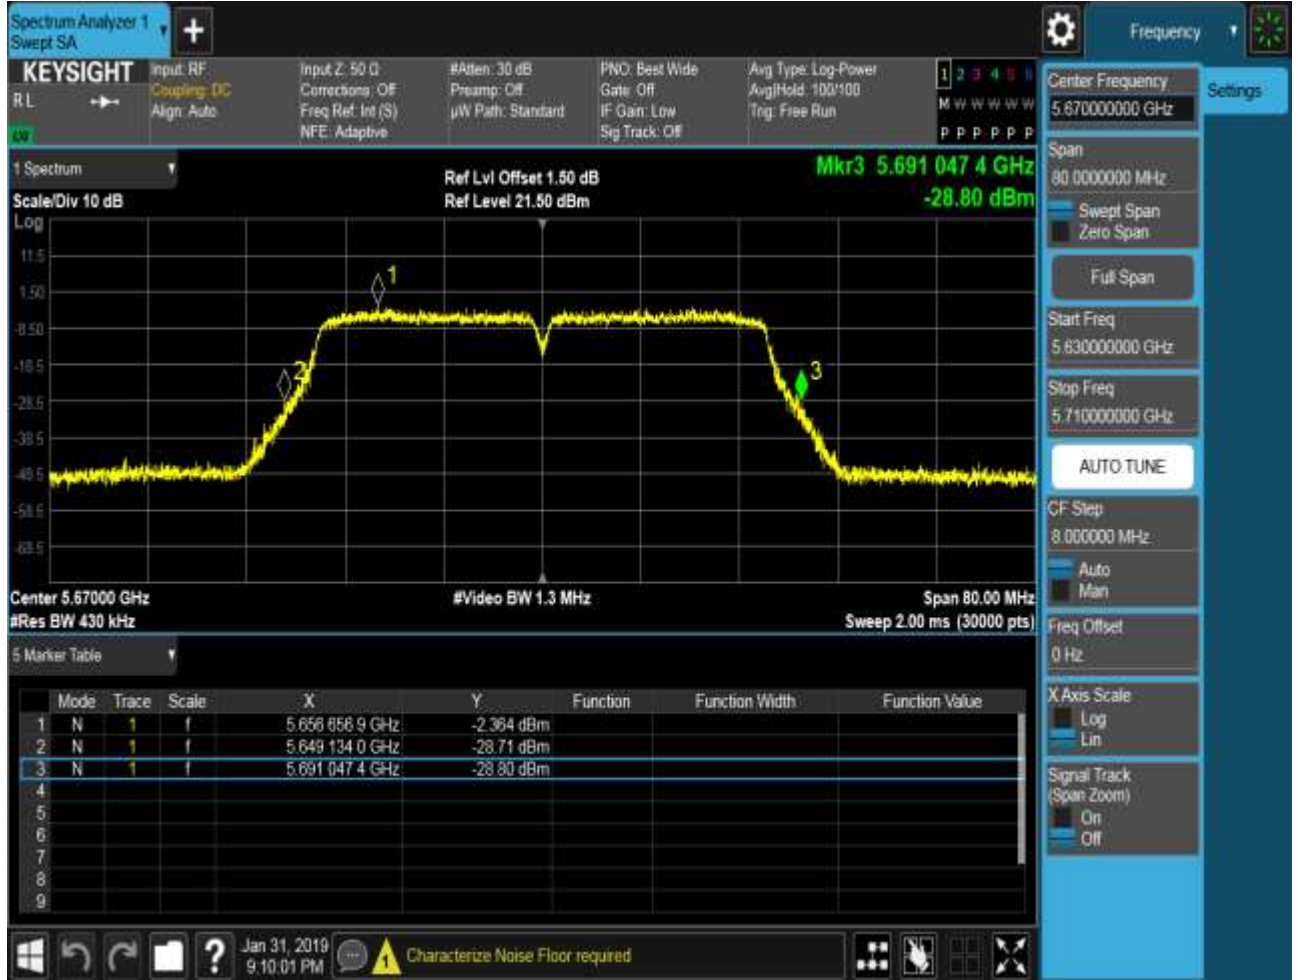 Spectrum Analyzer 1
Swept SA
Frequency
KEYSIGHT
R L
Input: RF
Coupling: DC
Align: Auto
Input Z: 50 Ω
Corrections: Off
Freq Ref: Int (S)
NFE: Adaptive
#Atten: 30 dB
Preamp: Off
µW Path: Standard
PNO: Best Wide
Gate: Off
IF Gain: Low
Sig Track: Off
Avg Type: Log-Power
Avg|Hold: 100/100
Trig: Free Run
1 2 3 4 5 6
M W W W W W
P P P P P P
1 Spectrum
Scale/Div 10 dB
Ref Lvl Offset 1.50 dB
Ref Level 21.50 dBm
Mkr3 5.691 047 4 GHz
-28.80 dBm
Log
11.5
1.50
-8.50
-18.5
-28.5
-38.5
-48.5
-58.5
-68.5
1
2
3
Center 5.67000 GHz
#Video BW 1.3 MHz
Span 80.00 MHz
#Res BW 430 kHz
Sweep 2.00 ms (30000 pts)
5 Marker Table
Mode Trace Scale X Y Function Function Width Function Value
1 N 1 f 5.656 656 9 GHz -2.364 dBm
2 N 1 f 5.649 134 0 GHz -28.71 dBm
3 N 1 f 5.691 047 4 GHz -28.80 dBm
4
5
6
7
8
9
Center Frequency
5.670000000 GHz
Settings
Span
80.0000000 MHz
Swept Span
Zero Span
Full Span
Start Freq
5.630000000 GHz
Stop Freq
5.710000000 GHz
AUTO TUNE
CF Step
8.000000 MHz
Auto
Man
Freq Offset
0 Hz
X Axis Scale
Log
Lin
Signal Track
(Span Zoom)
On
Off
?
Jan 31, 2019
9:10:01 PM
1
Characterize Noise Floor required